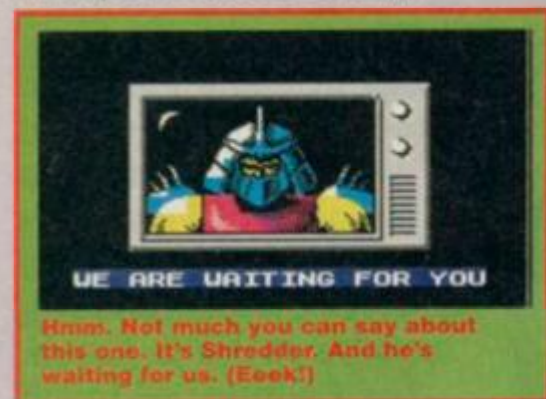 WE ARE WAITING FOR YOU
Hmm. Not much you can say about
this one. It's Shredder. And he's
waiting for us. (Eeek!)